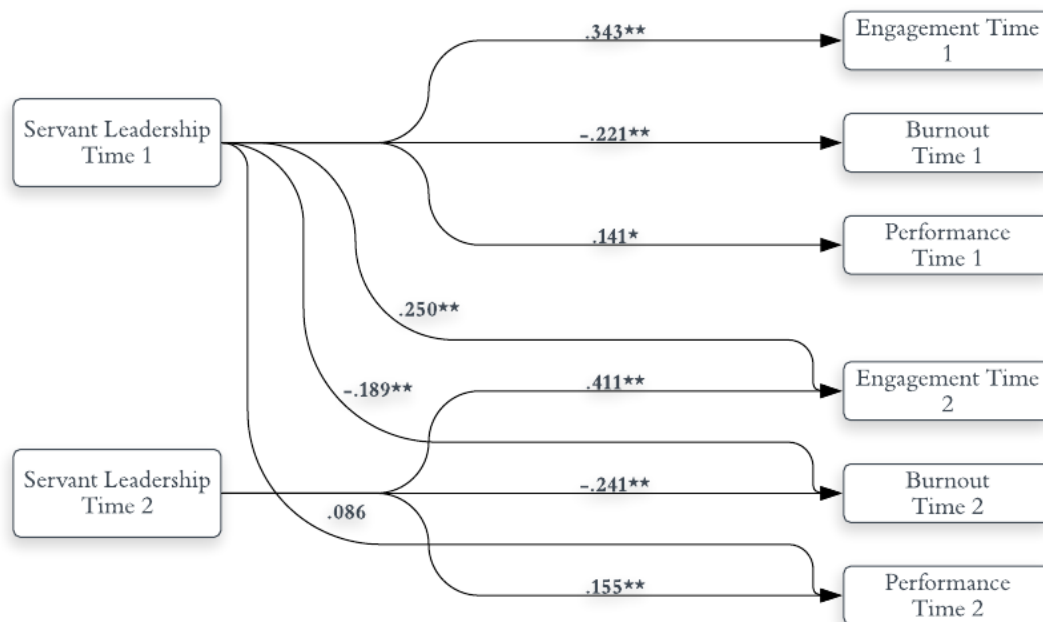 .343**
Engagement Time
1
Servant Leadership
Time 1
-.221**
Burnout
Time 1
.141*
Performance
Time 1
.250**
-.189**
.411**
Engagement Time
2
Servant Leadership
Time 2
-.241**
Burnout
Time 2
.086
.155**
Performance
Time 2